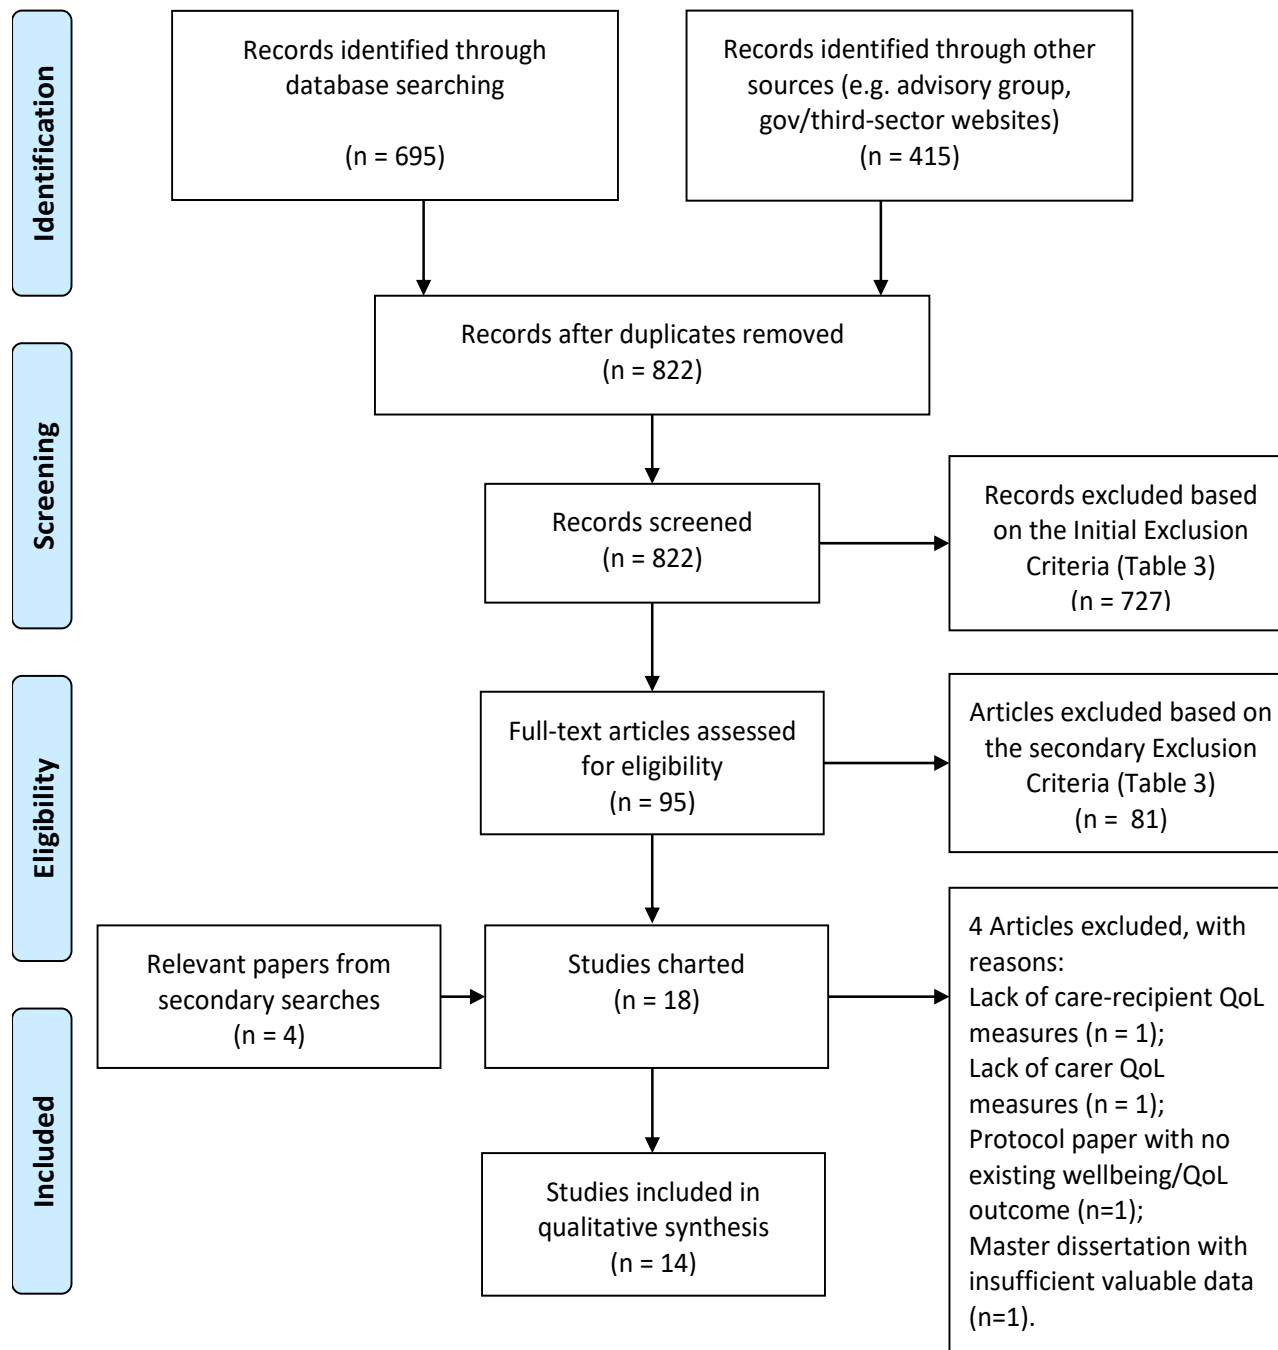 Identification
Records identified through
database searching
(n = 695)
Records identified through other
sources (e.g. advisory group,
gov/third-sector websites)
(n = 415)
Records after duplicates removed
(n = 822)
Screening
Records screened
(n = 822)
Records excluded based
on the Initial Exclusion
Criteria (Table 3)
(n = 727)
Eligibility
Full-text articles assessed
for eligibility
(n = 95)
Articles excluded based on
the secondary Exclusion
Criteria (Table 3)
(n = 81)
Relevant papers from
secondary searches
(n = 4)
Studies charted
(n = 18)
4 Articles excluded, with
reasons:
Lack of care-recipient QoL
measures (n = 1);
Lack of carer QoL
measures (n = 1);
Protocol paper with no
existing wellbeing/QoL
outcome (n=1);
Master dissertation with
insufficient valuable data
(n=1).
Included
Studies included in
qualitative synthesis
(n = 14)